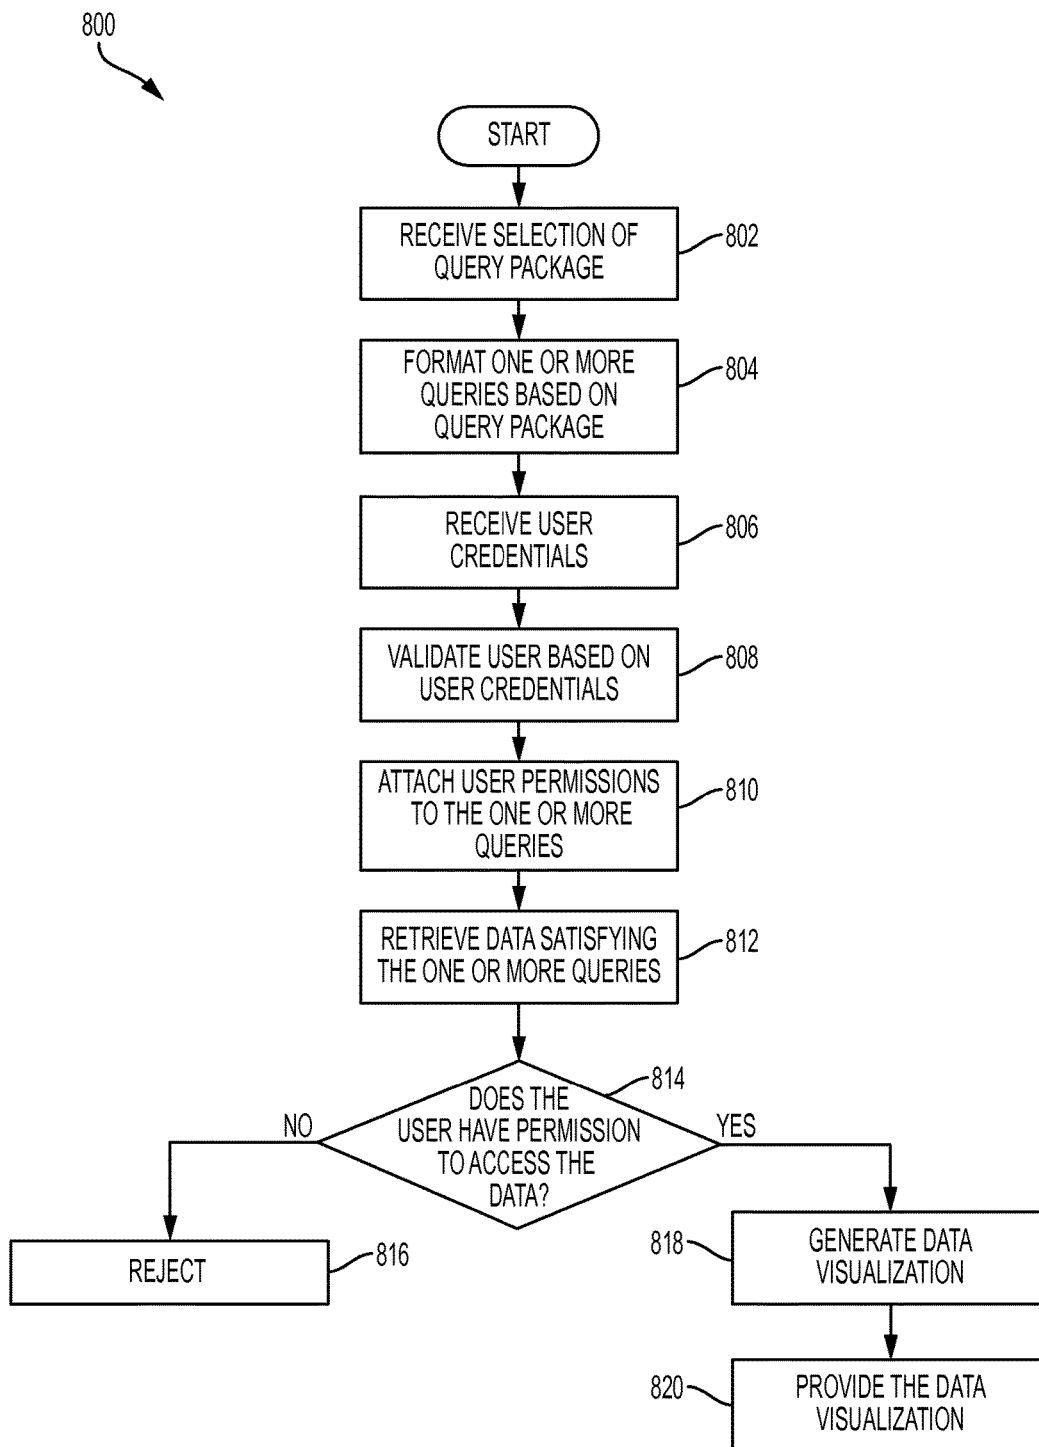 800
START
RECEIVE SELECTION OF
QUERY PACKAGE
802
FORMAT ONE OR MORE
QUERIES BASED ON
QUERY PACKAGE
804
RECEIVE USER
CREDENTIALS
806
VALIDATE USER BASED ON
USER CREDENTIALS
808
ATTACH USER PERMISSIONS
TO THE ONE OR MORE
QUERIES
810
RETRIEVE DATA SATISFYING
THE ONE OR MORE QUERIES
812
DOES THE
USER HAVE PERMISSION
TO ACCESS THE
DATA?
814
NO
YES
REJECT
816
818
GENERATE DATA
VISUALIZATION
820
PROVIDE THE DATA
VISUALIZATION